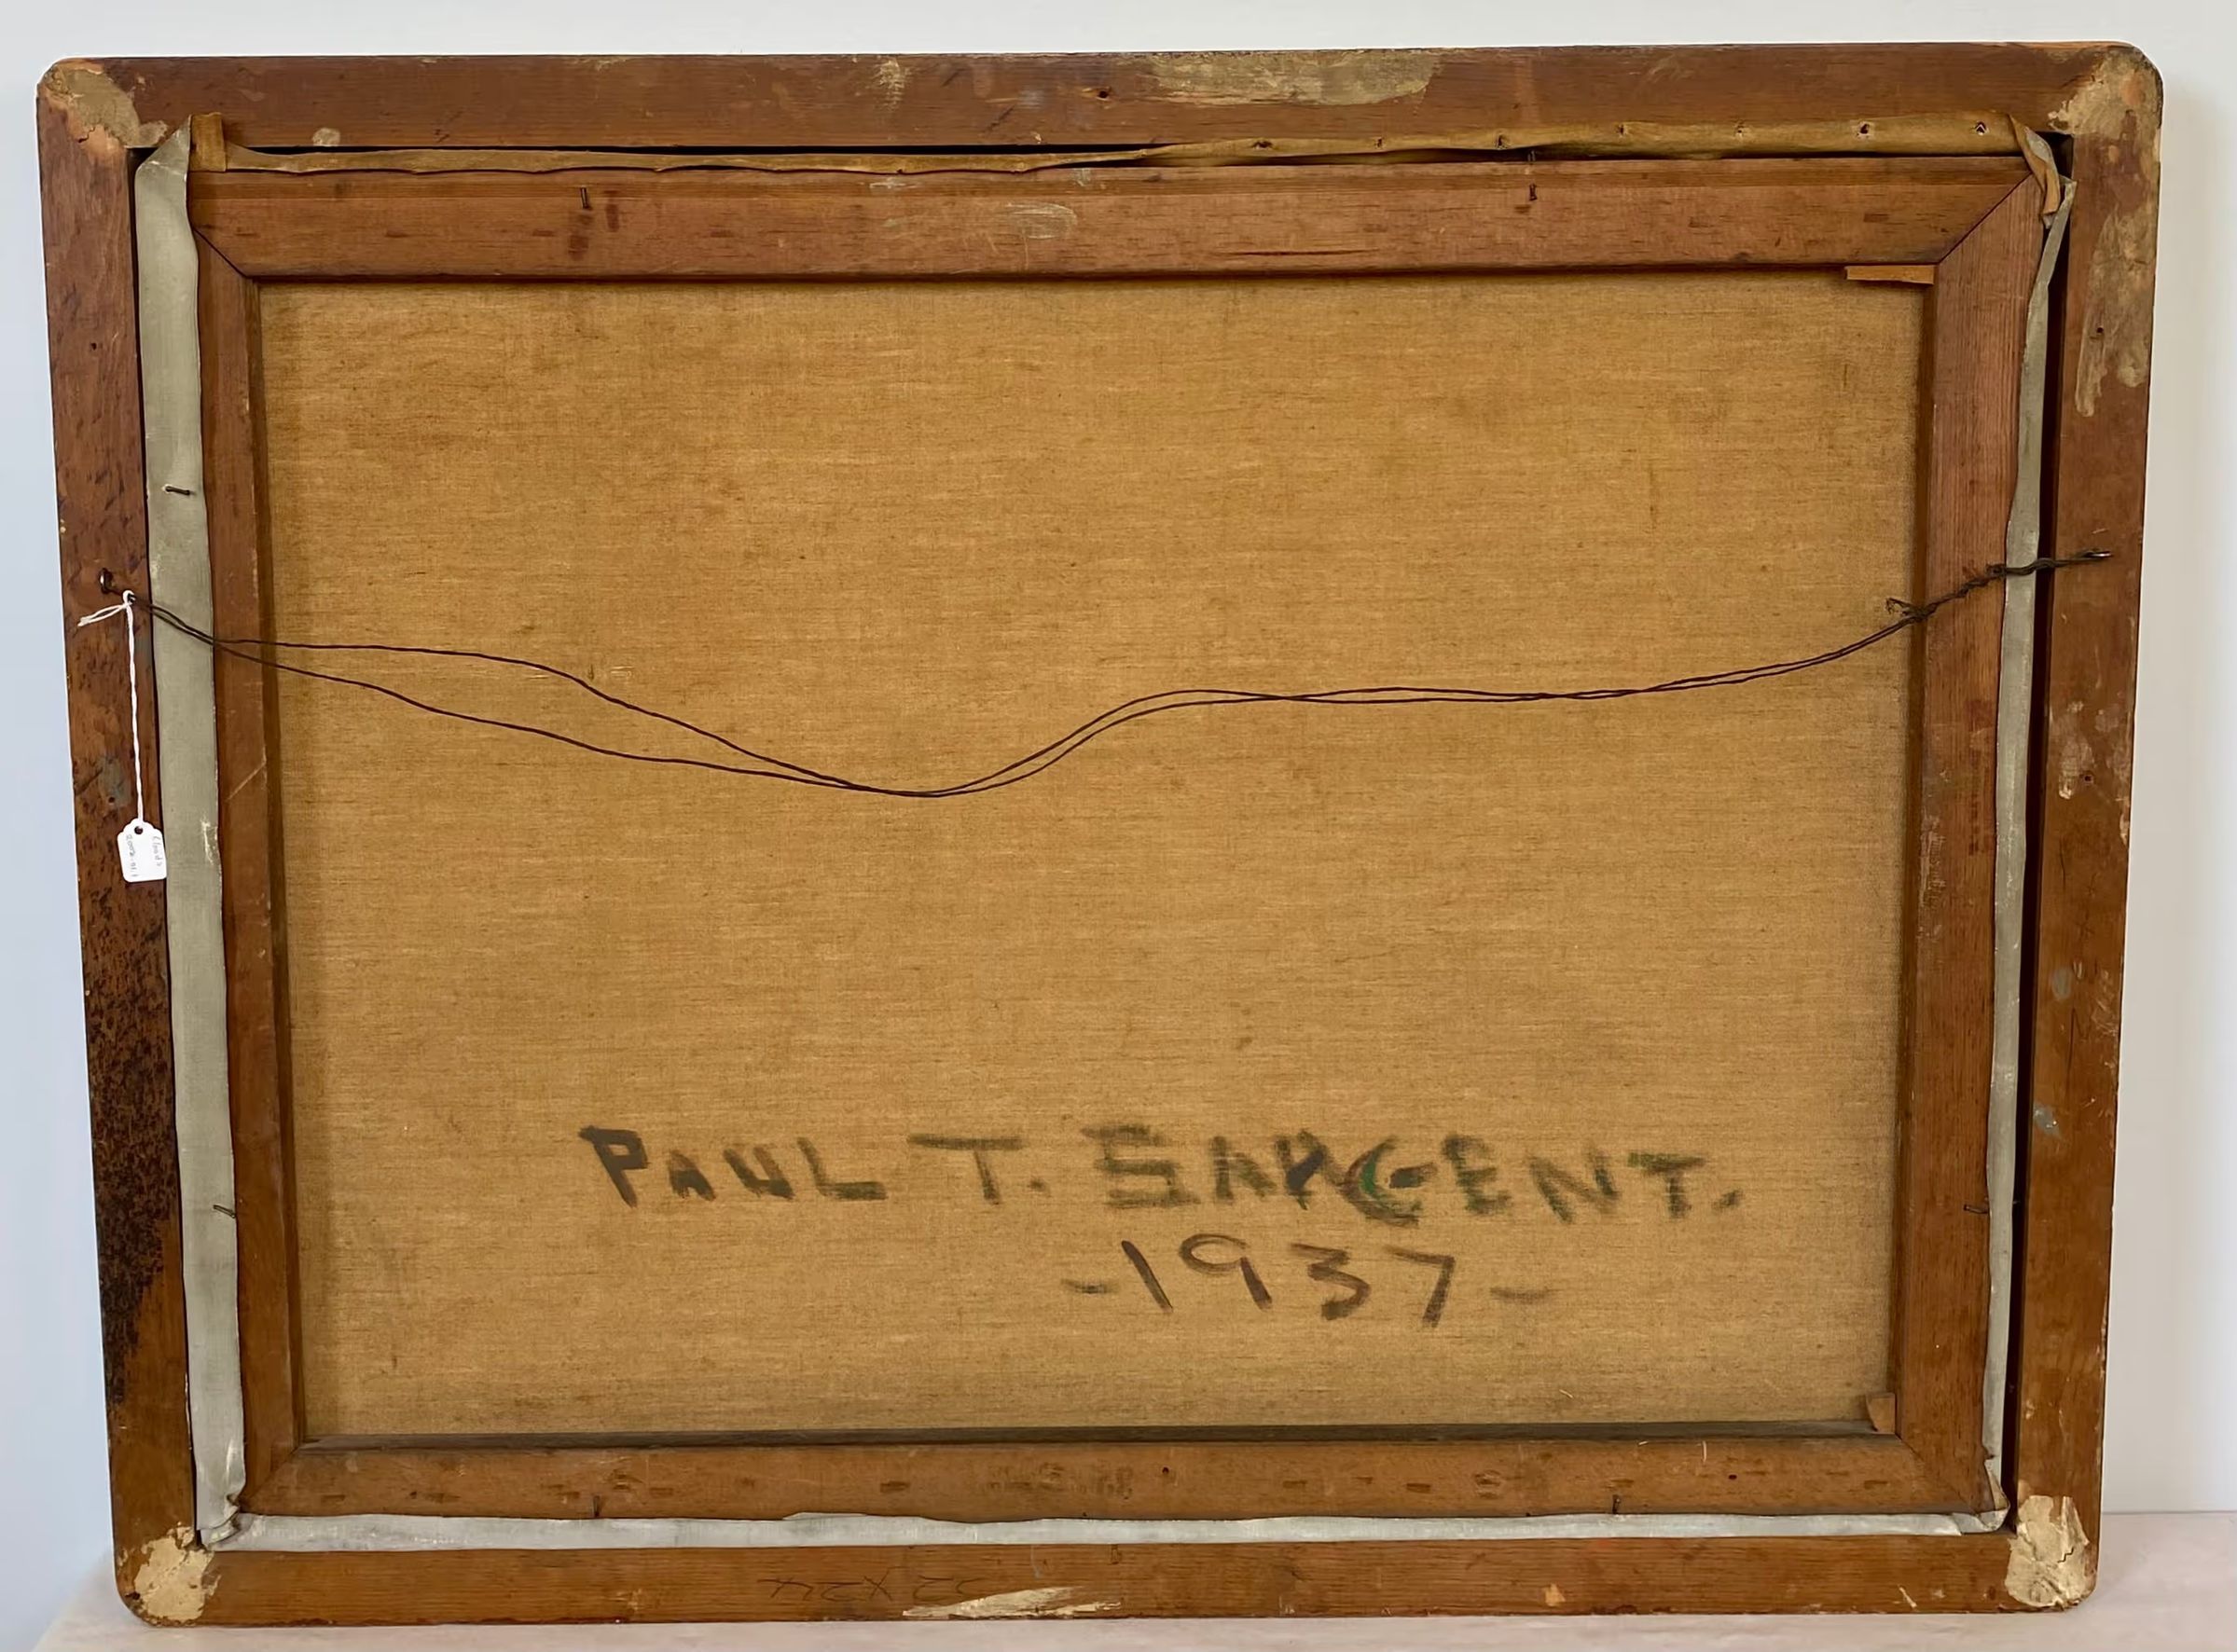 PAUL T. SARGENT.
-1937-